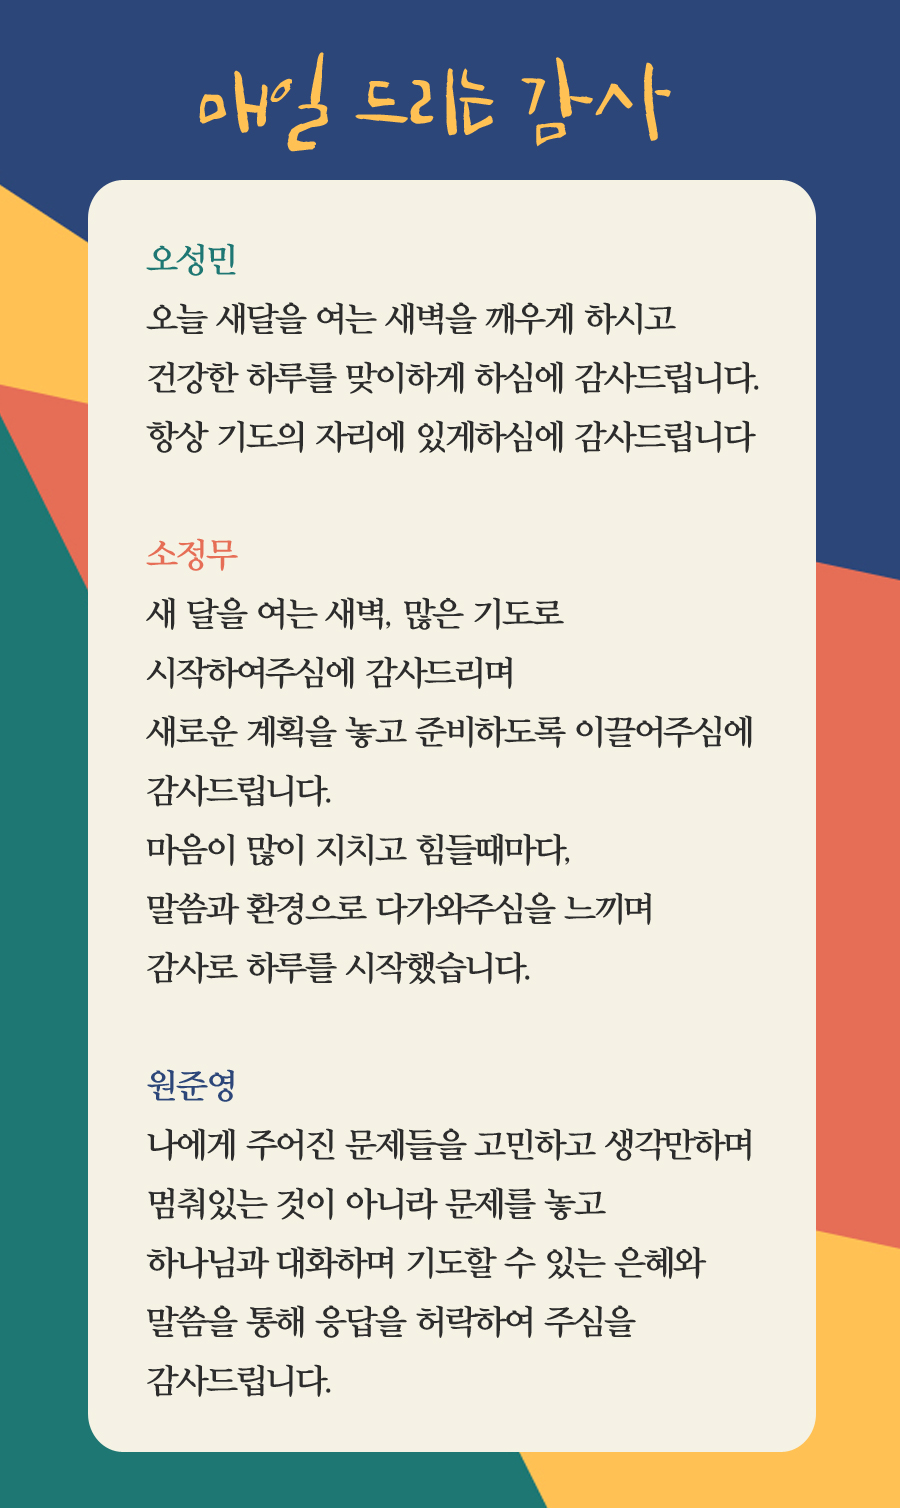 매일 드리는 감사
오성민
오늘 새달을 여는 새벽을 깨우게 하시고
건강한 하루를 맞이하게 하심에 감사드립니다.
항상 기도의 자리에 있게하심에 감사드립니다
소정무
새 달을 여는 새벽, 많은 기도로
시작하여주심에 감사드리며
새로운 계획을 놓고 준비하도록 이끌어주심에
감사드립니다.
마음이 많이 지치고 힘들때마다,
말씀과 환경으로 다가와주심을 느끼며
감사로 하루를 시작했습니다.
원준영
나에게 주어진 문제들을 고민하고 생각만하며
멈춰있는 것이 아니라 문제를 놓고
하나님과 대화하며 기도할 수 있는 은혜와
말씀을 통해 응답을 허락하여 주심을
감사드립니다.